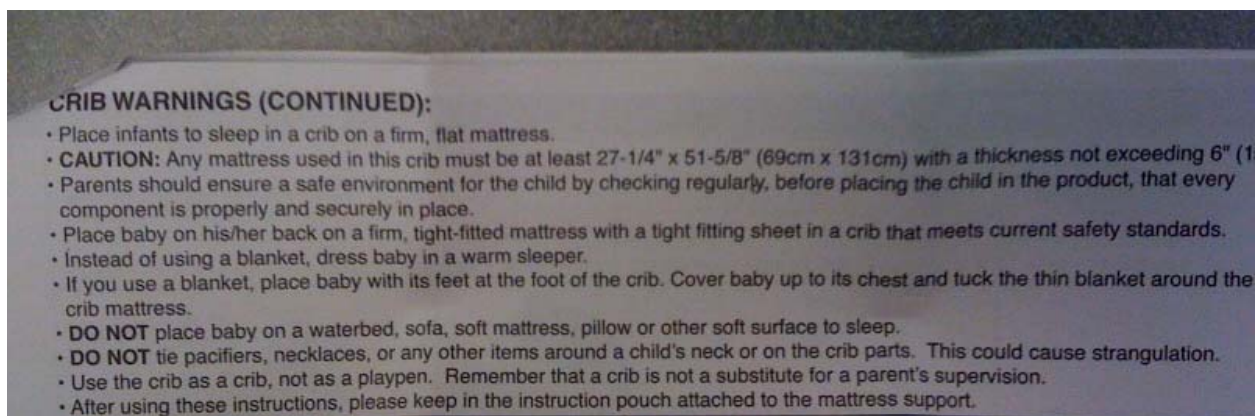 CRIB WARNINGS (CONTINUED):
• Place infants to sleep in a crib on a firm, flat mattress.
• CAUTION: Any mattress used in this crib must be at least 27-1/4" x 51-5/8" (69cm x 131cm) with a thickness not exceeding 6" (1
• Parents should ensure a safe environment for the child by checking regularly, before placing the child in the product, that every
component is properly and securely in place.
• Place baby on his/her back on a firm, tight-fitted mattress with a tight fitting sheet in a crib that meets current safety standards.
• Instead of using a blanket, dress baby in a warm sleeper.
• If you use a blanket, place baby with its feet at the foot of the crib. Cover baby up to its chest and tuck the thin blanket around the
crib mattress.
• DO NOT place baby on a waterbed, sofa, soft mattress, pillow or other soft surface to sleep.
• DO NOT tie pacifiers, necklaces, or any other items around a child's neck or on the crib parts. This could cause strangulation.
• Use the crib as a crib, not as a playpen. Remember that a crib is not a substitute for a parent's supervision.
• After using these instructions, please keep in the instruction pouch attached to the mattress support.